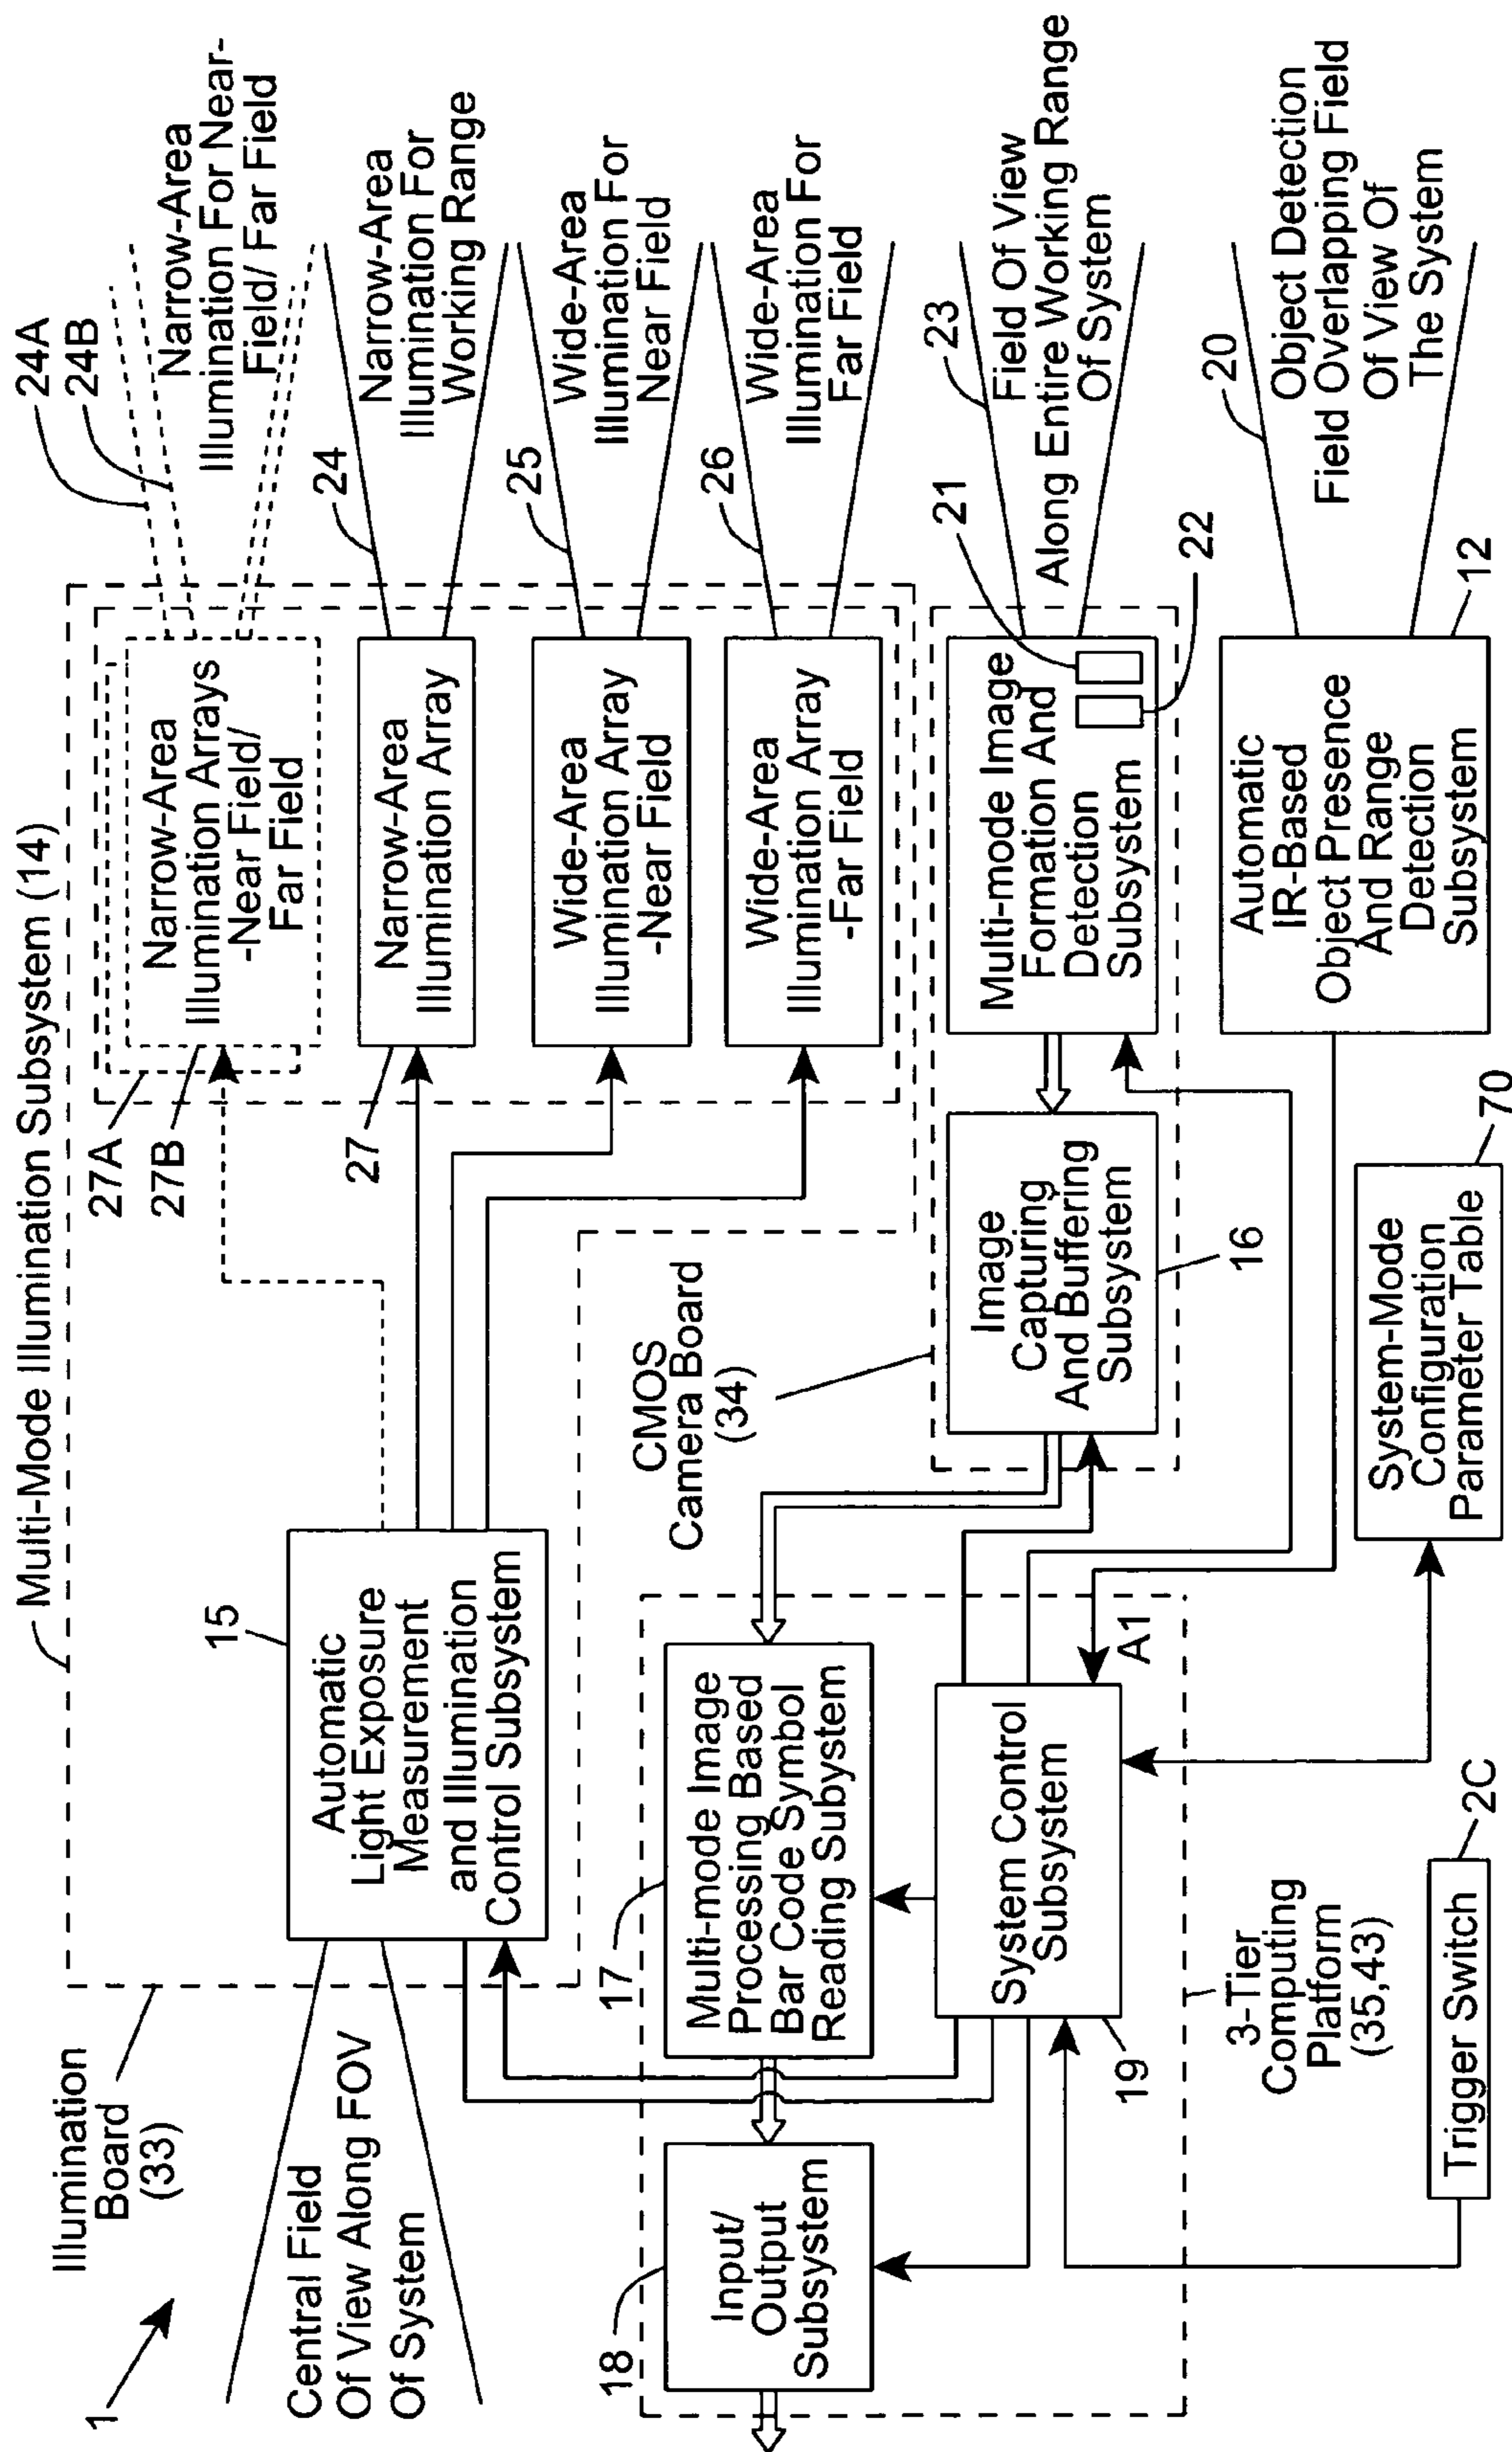 Multi-Mode Illumination Subsystem (14)
Illumination
Board
(33)
1
Central Field
Of View Along FOV
Of System
15
Automatic
Light Exposure
Measurement
and Illumination
Control Subsystem
27A
27B
Narrow-Area
Illumination Arrays
-Near Field/
Far Field
24A
24B
Narrow-Area
Illumination For Near-
Field/ Far Field
27
Narrow-Area
Illumination Array
24
Narrow-Area
Illumination For
Working Range
Wide-Area
Illumination Array
-Near Field
25
Wide-Area
Illumination For
Near Field
Wide-Area
Illumination Array
-Far Field
26
Wide-Area
Illumination For
Far Field
CMOS
Camera Board
(34)
Image
Capturing
And Buffering
Subsystem
16
Multi-mode Image
Formation And
Detection
Subsystem
21
22
23
Field Of View
Along Entire Working Range
Of System
17
Multi-mode Image
Processing Based
Bar Code Symbol
Reading Subystem
18
Input/
Output
Subsystem
System Control
Subsystem
19
A1
3-Tier
Computing
Platform
(35,43)
Automatic
IR-Based
Object Presence
And Range
Detection
Subsystem
12
20
Object Detection
Field Overlapping Field
Of View Of
The System
System-Mode
Configuration
Parameter Table
70
Trigger Switch
2C